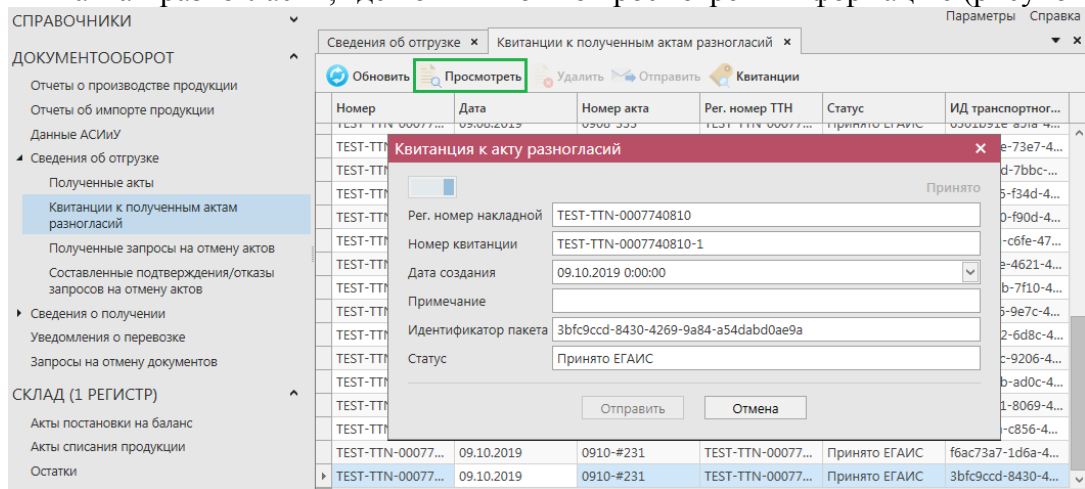 СПРАВОЧНИКИ
Параметры Справка
Сведения об отгрузке × Квитанции к полученным актам разногласий ×
ДОКУМЕНТООБОРОТ
Обновить Просмотреть Удалить Отправить Квитанции
Отчеты о производстве продукции
Отчеты об импорте продукции
Данные АСИиУ
Сведения об отгрузке
Полученные акты
Квитанции к полученным актам
разногласий
Полученные запросы на отмену актов
Составленные подтверждения/отказы
запросов на отмену актов
Сведения о получении
Уведомления о перевозке
Запросы на отмену документов
СКЛАД (1 РЕГИСТР)
Акты постановки на баланс
Акты списания продукции
Остатки
Номер Дата Номер акта Рег. номер ТТН Статус ИД транспортног...
Квитанция к акту разногласий
Принято
Рег. номер накладной TEST-TTN-0007740810
Номер квитанции TEST-TTN-0007740810-1
Дата создания 09.10.2019 0:00:00
Примечание
Идентификатор пакета 3bfc9ccd-8430-4269-9a84-a54dabd0ae9a
Статус Принято ЕГАИС
Отправить Отмена
TEST-TTN-00077... 09.10.2019 0910-#231 TEST-TTN-00077... Принято ЕГАИС f6ac73a7-1d6a-4...
TEST-TTN-00077... 09.10.2019 0910-#231 TEST-TTN-00077... Принято ЕГАИС 3bfc9ccd-8430-4...